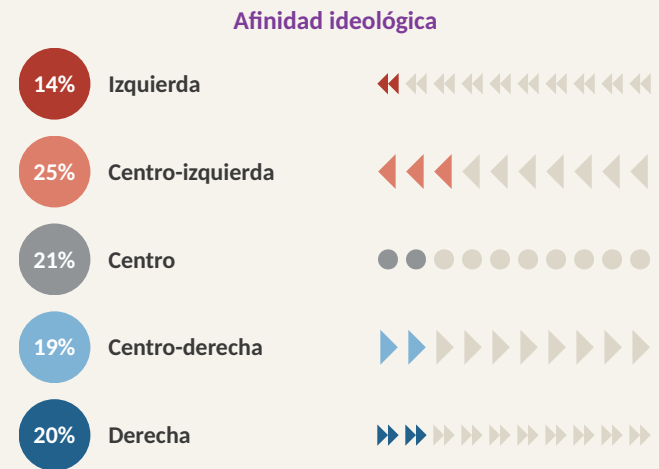 Afinidad ideológica
14% Izquierda
25% Centro-izquierda
21% Centro
19% Centro-derecha
20% Derecha